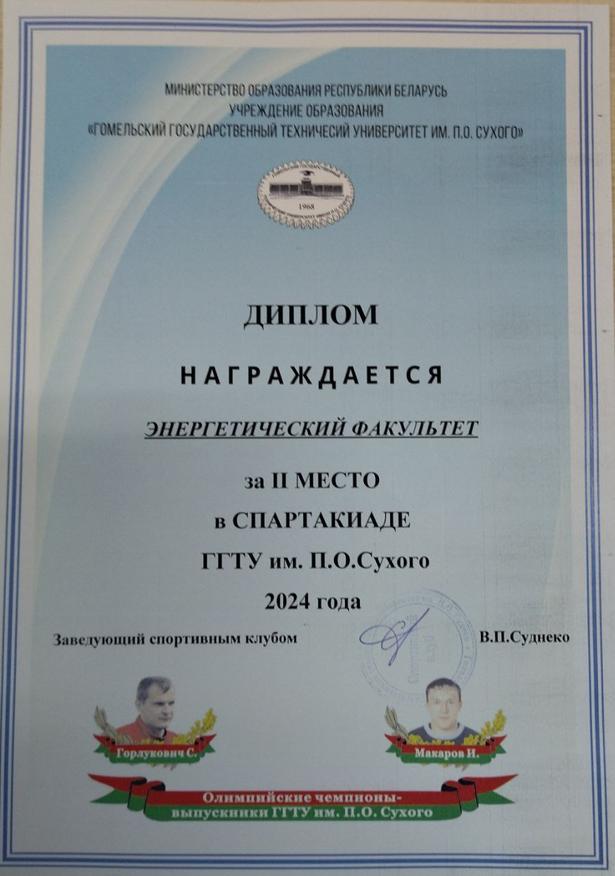 МИНИСТЕРСТВО ОБРАЗОВАНИЯ РЕСПУБЛИКИ БЕЛАРУСЬ
УЧРЕЖДЕНИЕ ОБРАЗОВАНИЯ
«ГОМЕЛЬСКИЙ ГОСУДАРСТВЕННЫЙ ТЕХНИЧЕСИЙ УНИВЕРСИТЕТ ИМ. П.О. СУХОГО»
1968
ДИПЛОМ
НАГРАЖДАЕТСЯ
ЭНЕРГЕТИЧЕСКИЙ ФАКУЛЬТЕТ
за II МЕСТО
в СПАРТАКИАДЕ
ГГТУ им. П.О.Сухого
2024 года
Заведующий спортивным клубом В.П.Суднеко
Горлукович С. Макаров И.
Олимпийские чемпионы-
выпускники ГГТУ им. П.О. Сухого